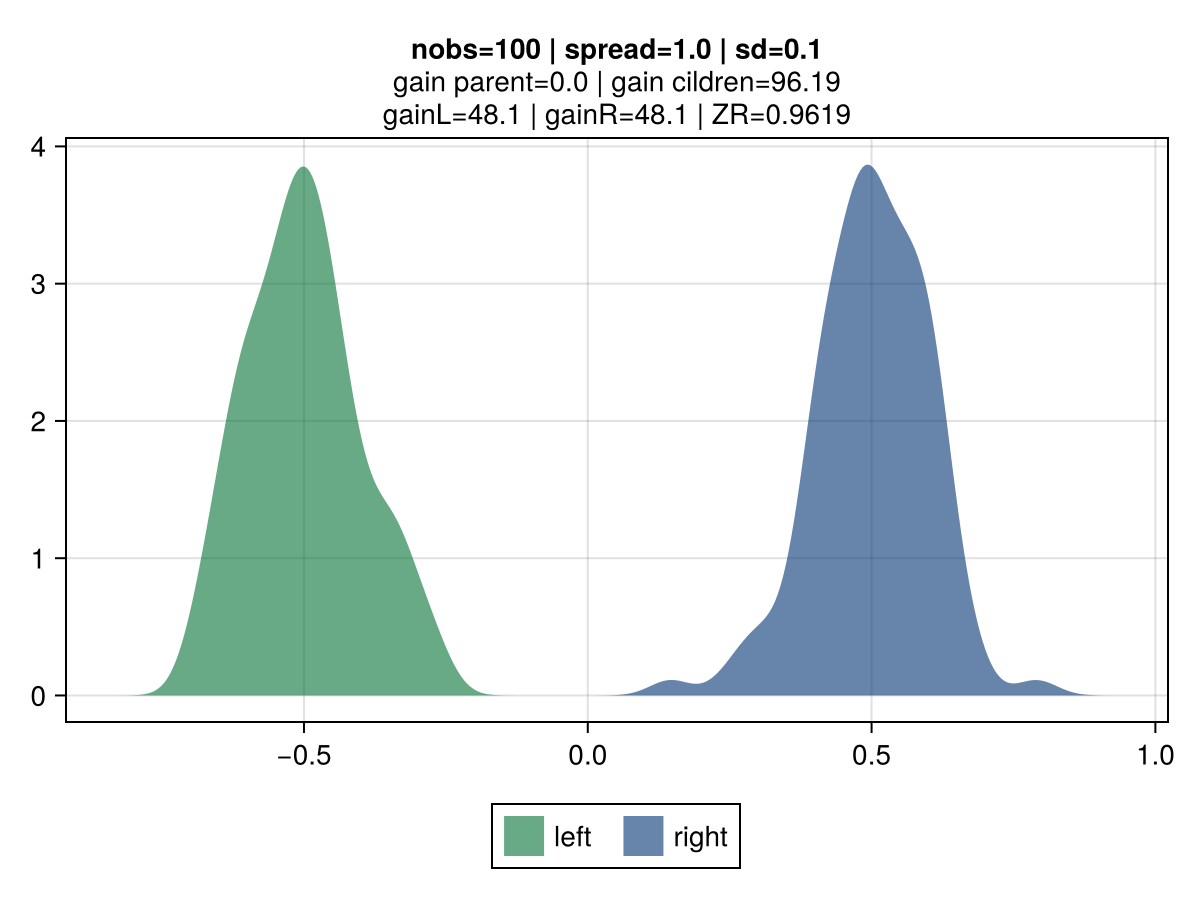 nobs=100 | spread=1.0 | sd=0.1
gain parent=0.0 | gain cildren=96.19
gainL=48.1 | gainR=48.1 | ZR=0.9619
4
3
2
1
0
−0.5 0.0 0.5 1.0
left right